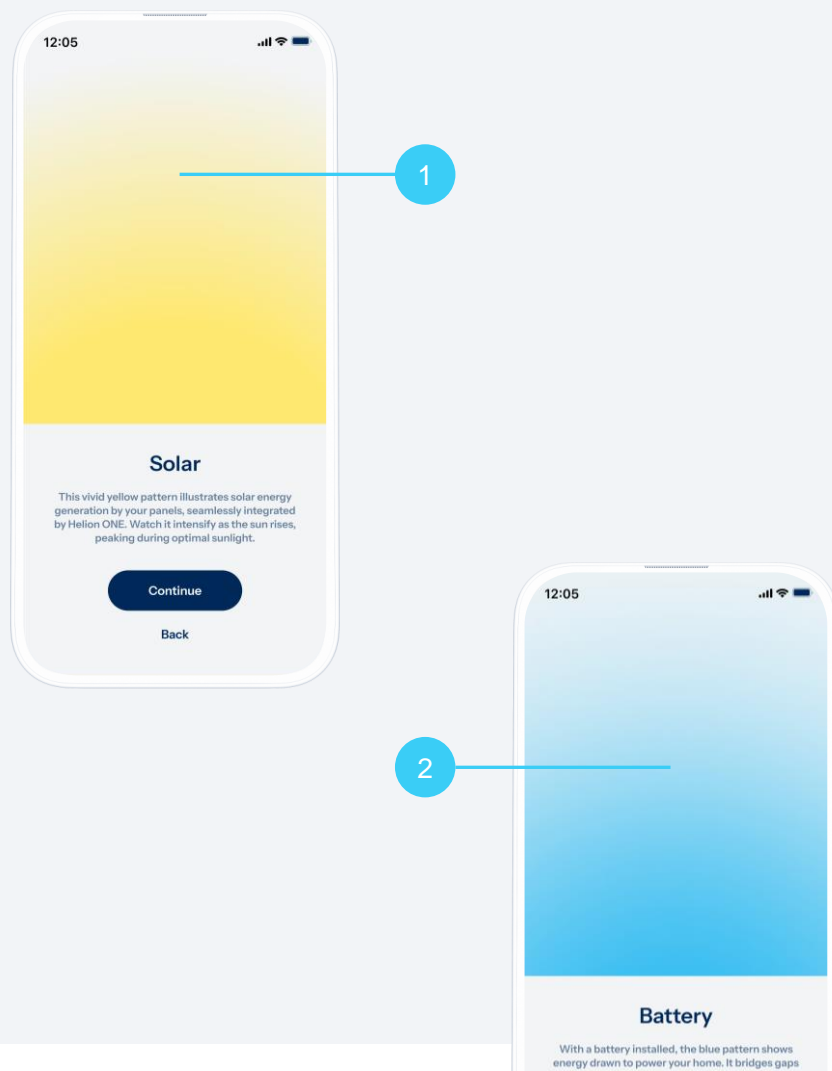 12:05
1
Solar
This vivid yellow pattern illustrates solar energy
generation by your panels, seamlessly integrated
by Helion ONE. Watch it intensify as the sun rises,
peaking during optimal sunlight.
Continue
Back
12:05
2
Battery
With a battery installed, the blue pattern shows
energy drawn to power your home. It bridges gaps